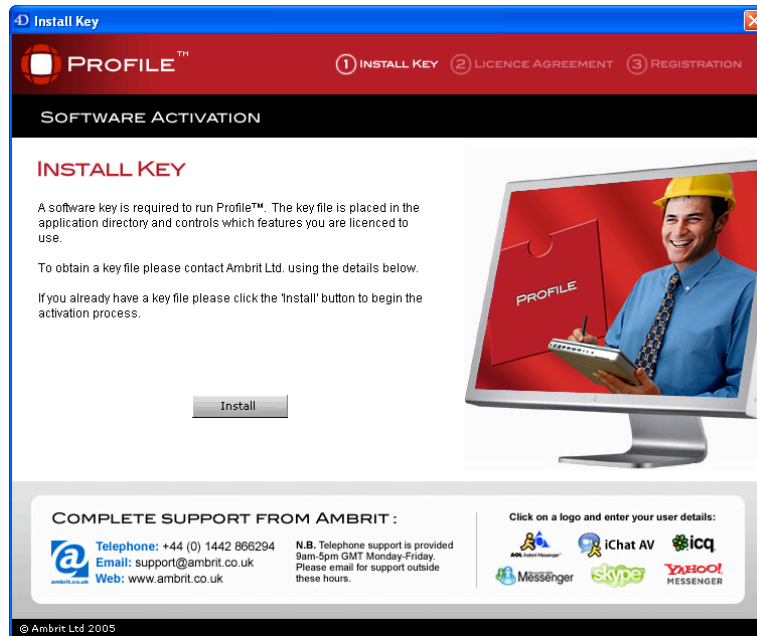 4D Install Key
PROFILE™
1 INSTALL KEY 2 LICENCE AGREEMENT 3 REGISTRATION
SOFTWARE ACTIVATION
INSTALL KEY
A software key is required to run Profile™. The key file is placed in the
application directory and controls which features you are licenced to
use.
To obtain a key file please contact Ambrit Ltd. using the details below.
If you already have a key file please click the 'Install' button to begin the
activation process.
PROFILE
Install
COMPLETE SUPPORT FROM AMBRIT :
a
ambrit.co.uk
Telephone: +44 (0) 1442 866294
Email: support@ambrit.co.uk
Web: www.ambrit.co.uk
N.B. Telephone support is provided
9am-5pm GMT Monday-Friday.
Please email for support outside
these hours.
Click on a logo and enter your user details:
AOL Instant Messenger
iChat AV
icq
Messenger
skype
YAHOO!
MESSENGER
© Ambrit Ltd 2005